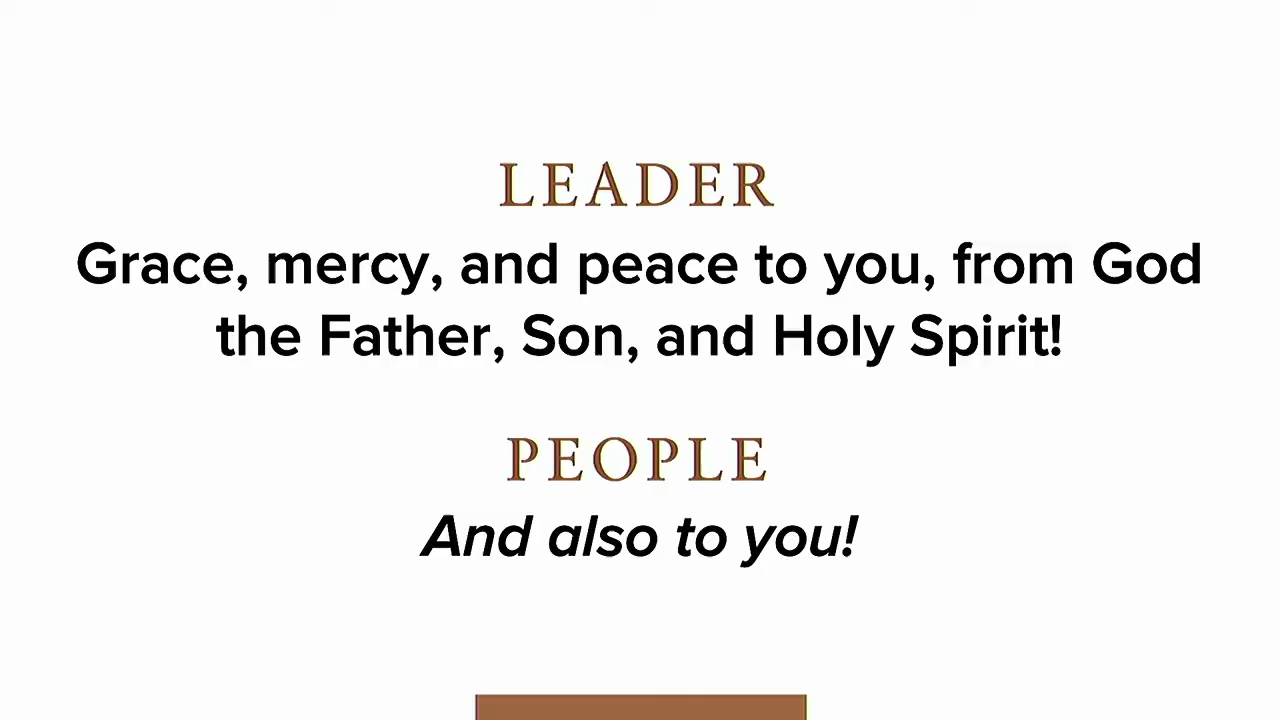 LEADER
Grace, mercy, and peace to you, from God
the Father, Son, and Holy Spirit!
PEOPLE
And also to you!